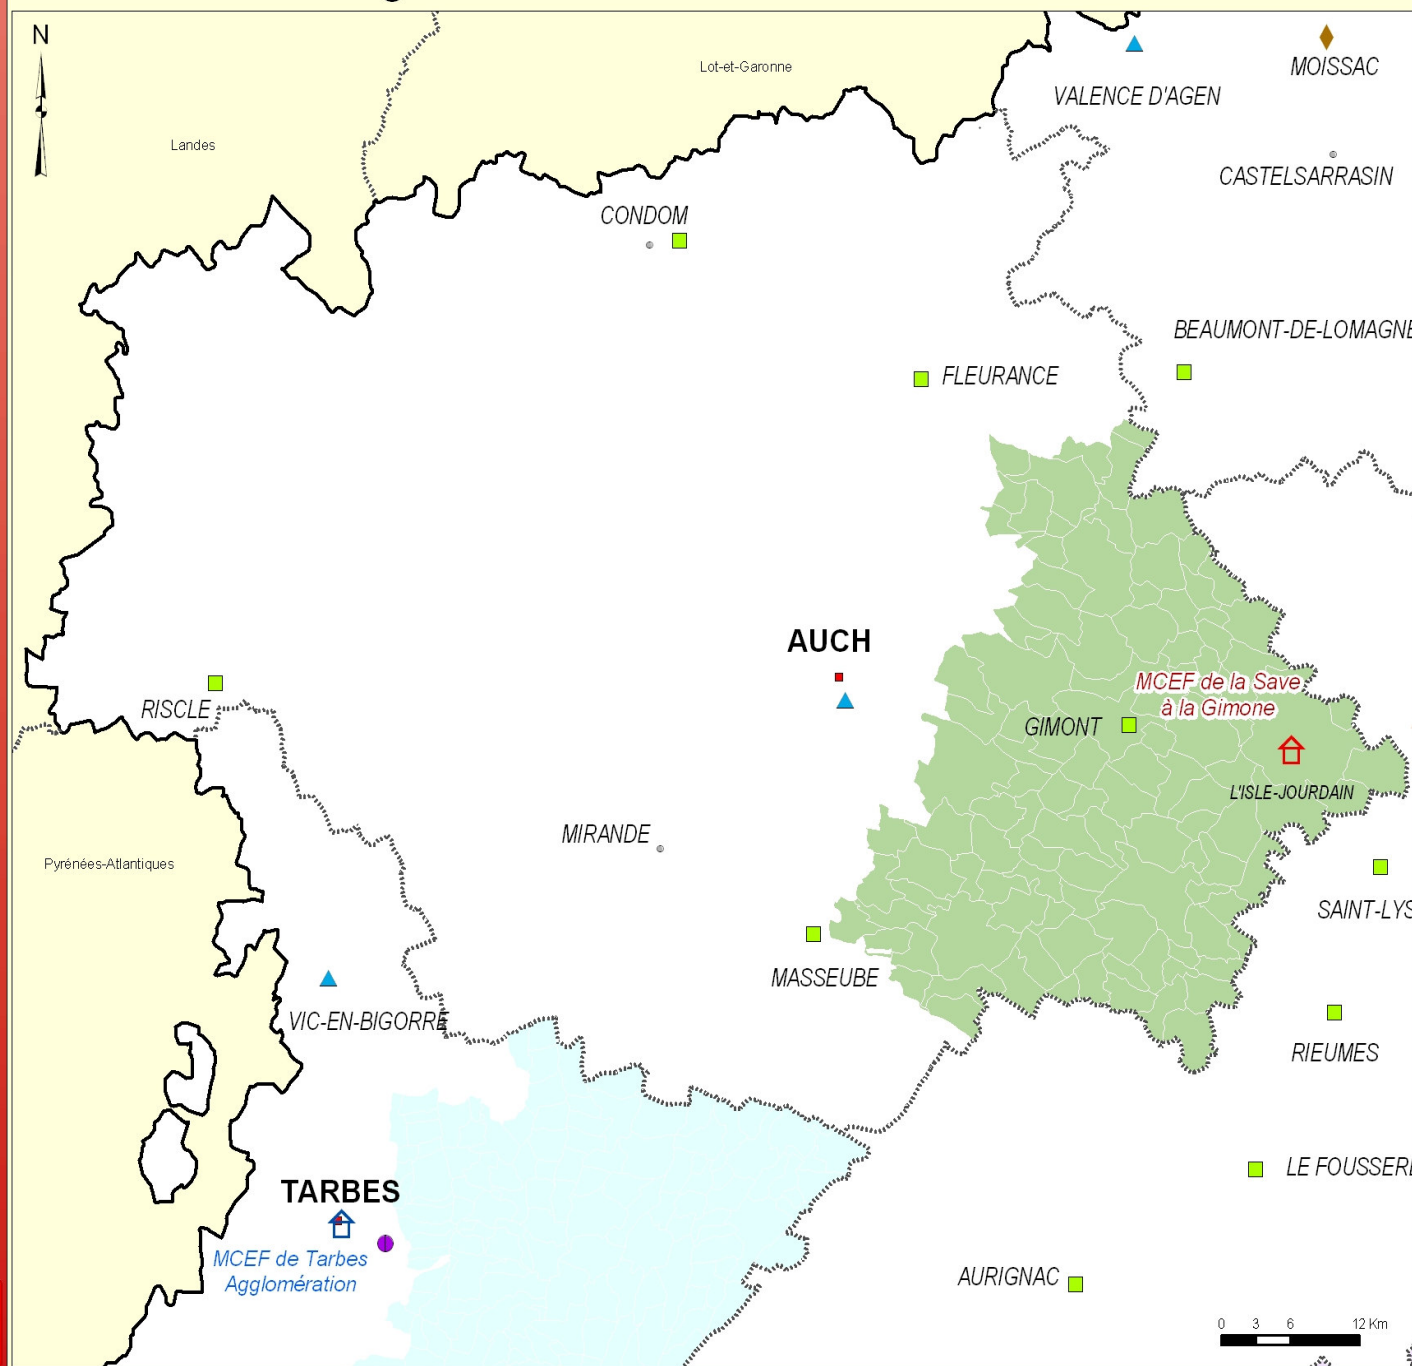 N
Lot-et-Garonne
MOISSAC
VALENCE D'AGEN
Landes
CASTELSARRASIN
CONDOM
BEAUMONT-DE-LOMAGNE
FLEURANCE
AUCH
MCEF de la Save
à la Gimone
RISCLE
GIMONT
L'ISLE-JOURDAIN
MIRANDE
Pyrénées-Atlantiques
SAINT-LYS
MASSEUBE
VIC-EN-BIGORRE
RIEUMES
LE FOUSSERE
TARBES
MCEF de Tarbes
Agglomération
AURIGNAC
0 3 6 12 Km